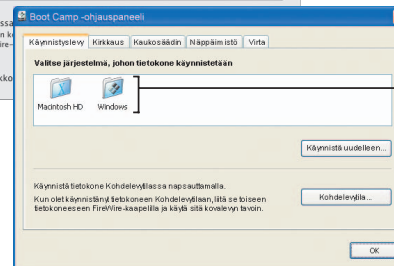 Boot Camp -ohjauspaneeli
Käynnistyslevy Kirkkaus Kaukosäädin Näppäimistö Virta
Valitse järjestelmä, johon tietokone käynnistetään
Macintosh HD Windows
Käynnistä uudelleen...
Käynnistä tietokone Kohdelevytilassa napsauttamalla.
Kun olet käynnistänyt tietokoneen Kohdelevytilaan, liitä se toiseen
tietokoneeseen FireWire-kaapelilla ja käytä sitä kovalevyn tavoin.
Kohdelevytila...
OK